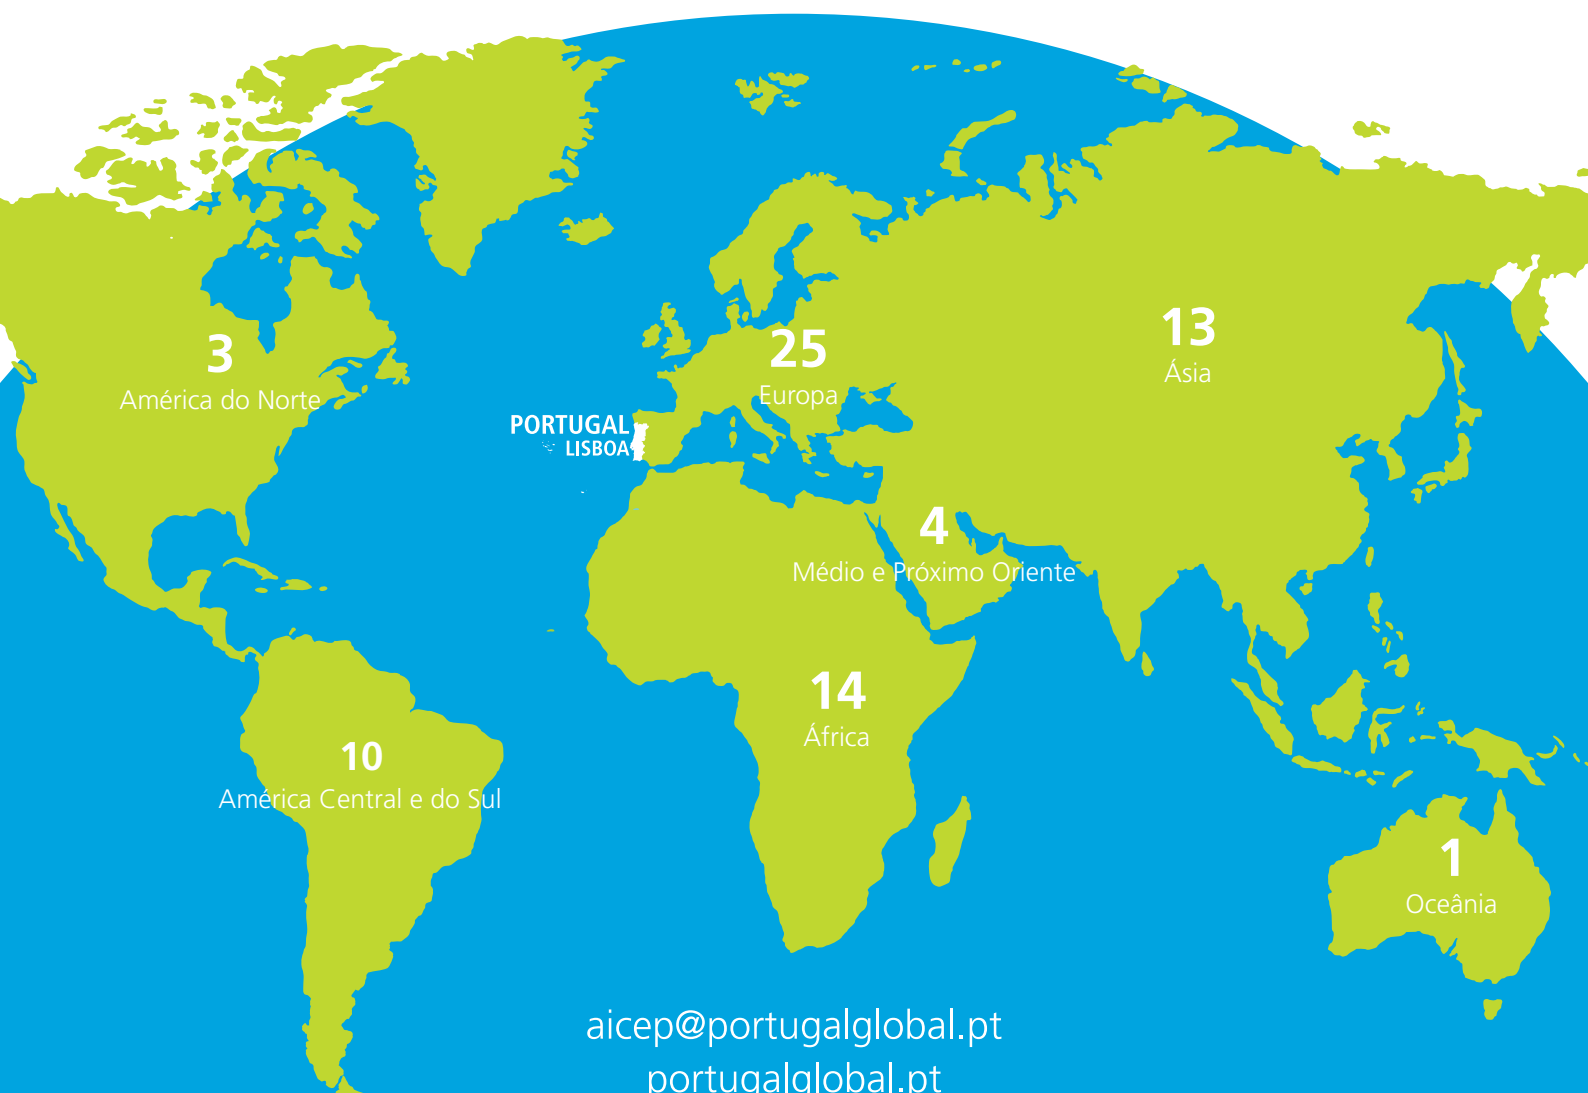 3
América do Norte
25
Europa
13
Ásia
PORTUGAL
LISBOA
4
Médio e Próximo Oriente
14
África
10
América Central e do Sul
1
Oceânia
aicep@portugalglobal.pt
portugalglobal.pt